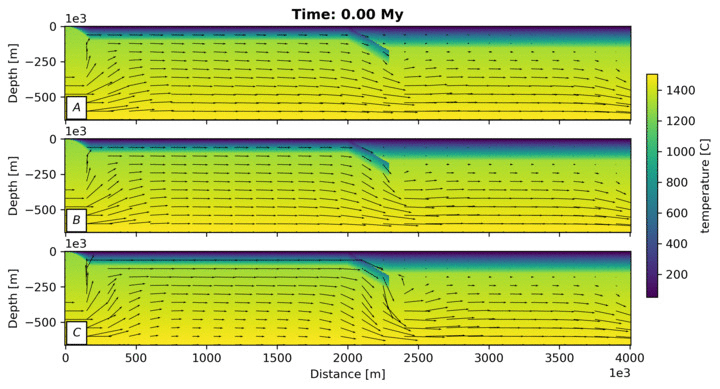 Time: 0.00 My
1e3
0
−250
−500
Depth [m]
A
1e3
0
−250
−500
Depth [m]
B
1e3
0
−250
−500
Depth [m]
C
0 500 1000 1500 2000 2500 3000 3500 4000
1e3
Distance [m]
1400
1200
1000
800
600
400
200
temperature [C]